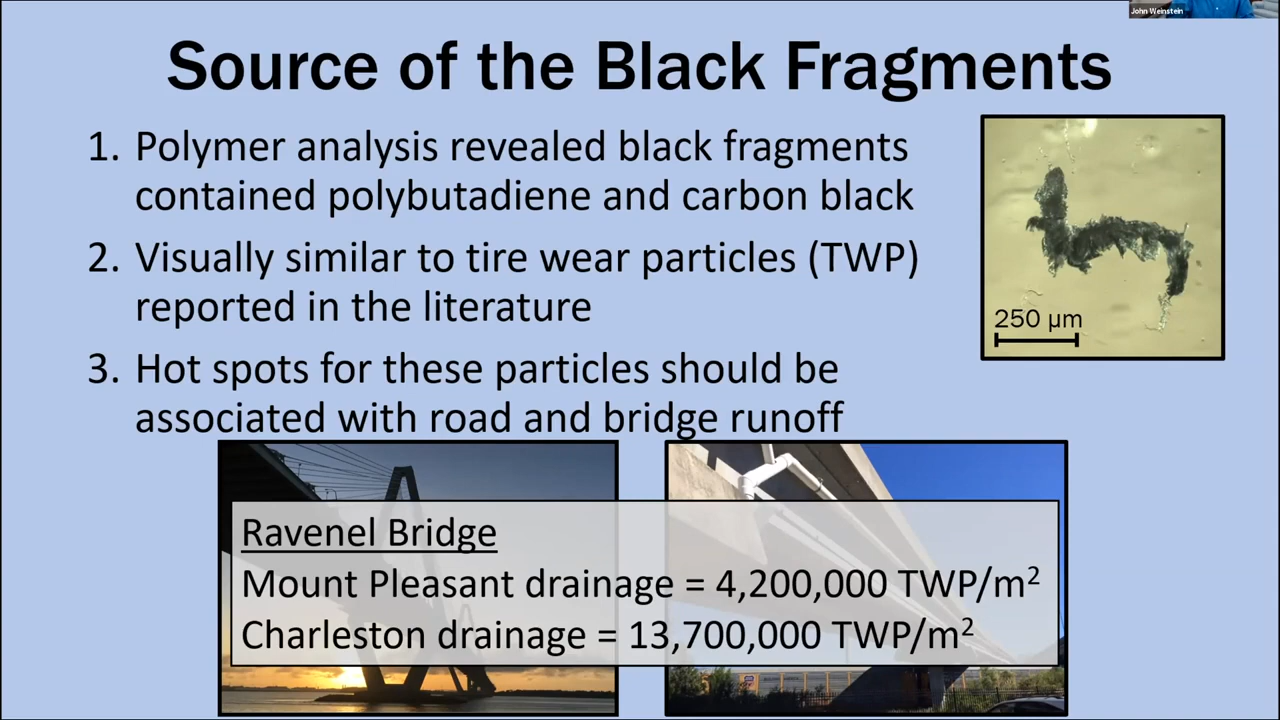 John Weinstein
Source of the Black Fragments
1. Polymer analysis revealed black fragments
contained polybutadiene and carbon black
2. Visually similar to tire wear particles (TWP)
reported in the literature
3. Hot spots for these particles should be
associated with road and bridge runoff
250 µm
Ravenel Bridge
Mount Pleasant drainage = 4,200,000 TWP/m²
Charleston drainage = 13,700,000 TWP/m²